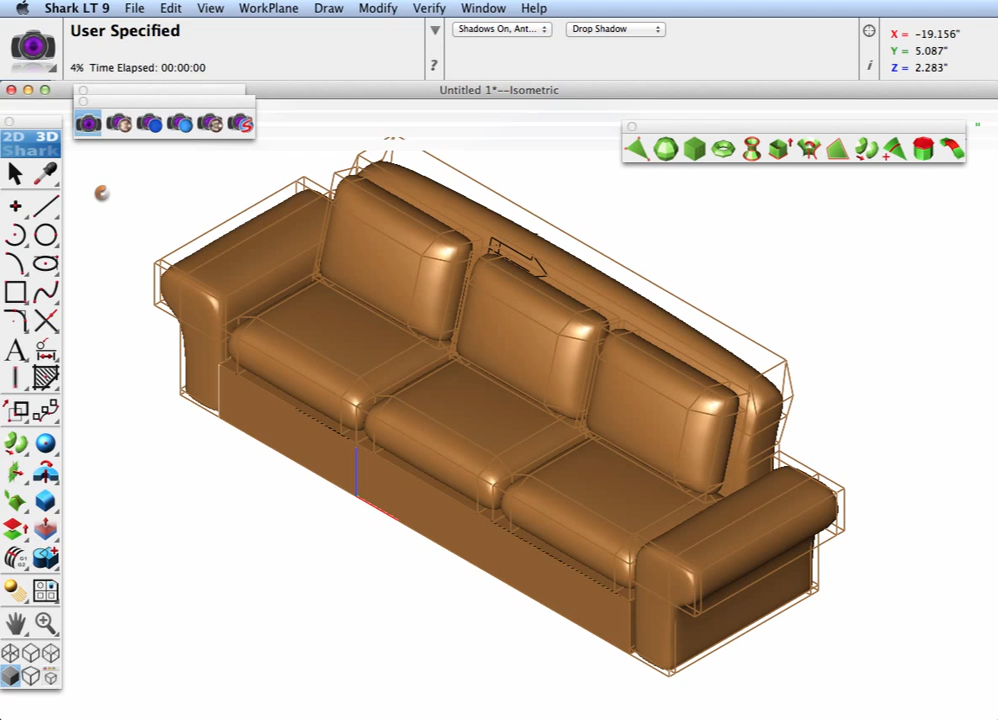 Shark LT 9 File Edit View WorkPlane Draw Modify Verify Window Help
User Specified
4% Time Elapsed: 00:00:00
?
Shadows On, Ant...
Drop Shadow
i
X = -19.156"
Y = 5.087"
Z = 2.283"
Untitled 1*--Isometric
2D 3D
Shark
A